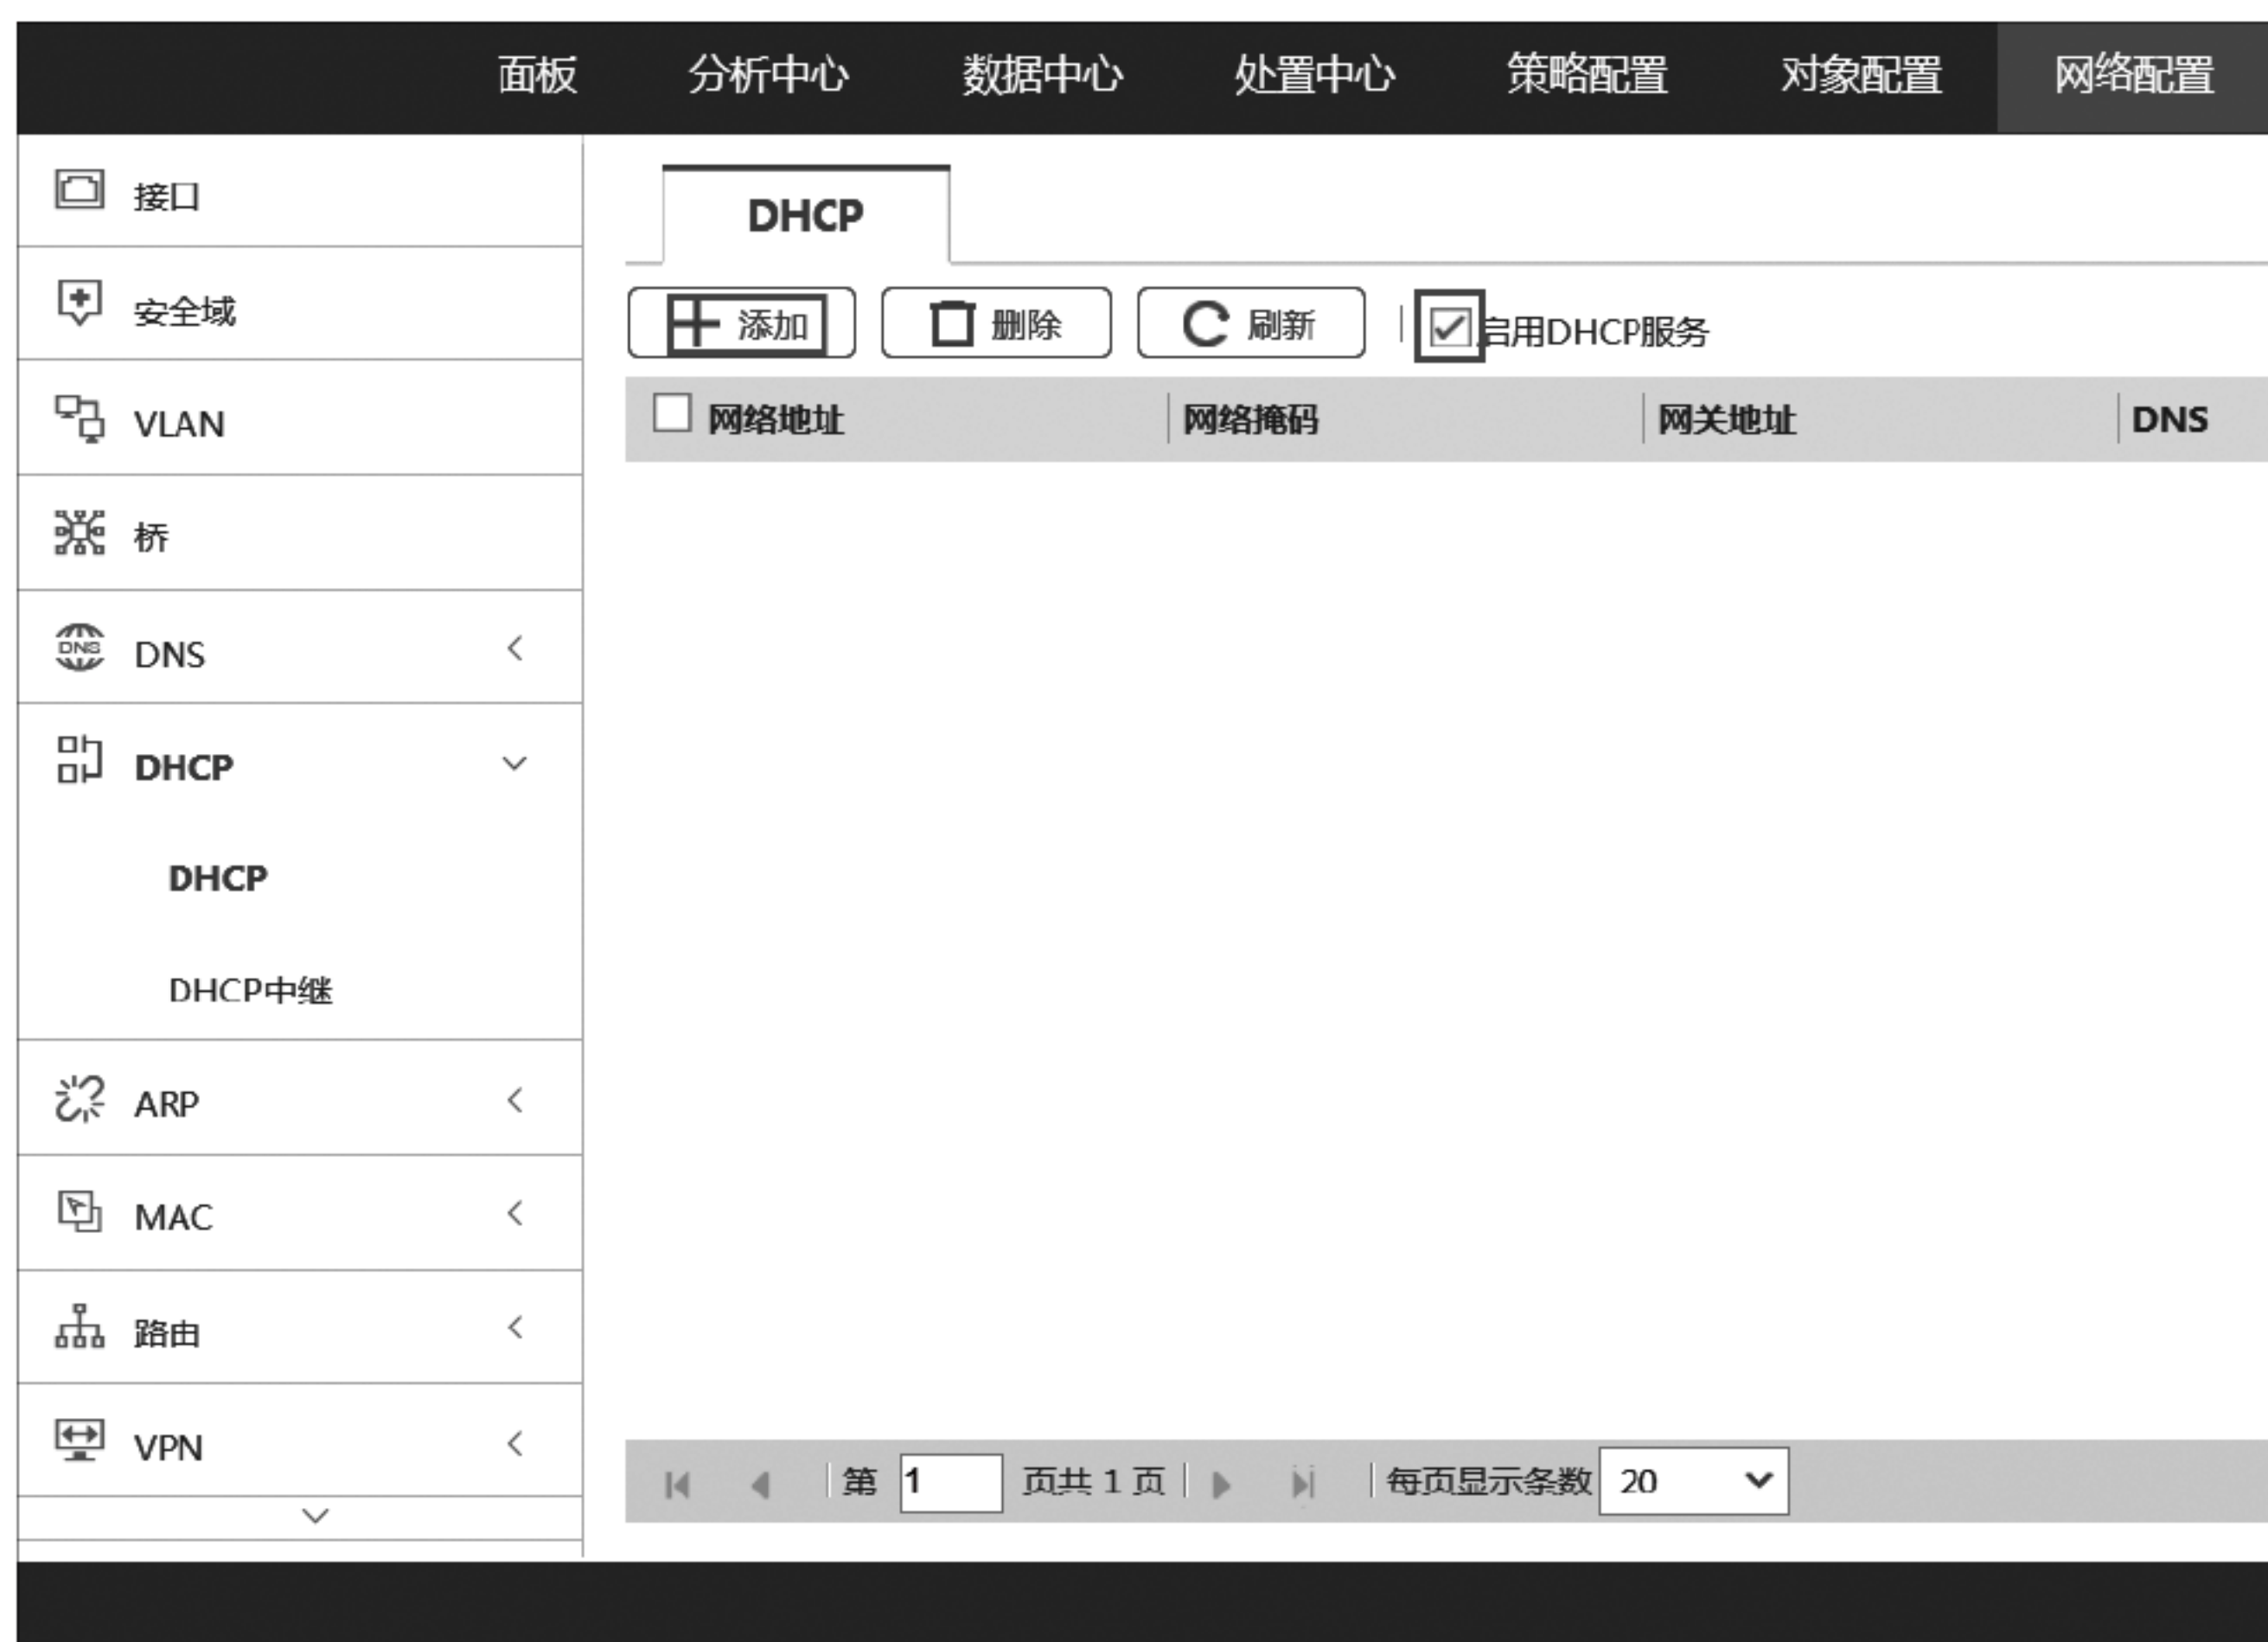 面板 分析中心 数据中心 处置中心 策略配置 对象配置 网络配置
接口
安全域
VLAN
桥
DNS
DHCP
DHCP
DHCP中继
ARP
MAC
路由
VPN
DHCP
添加 删除 刷新 启用DHCP服务
网络地址 网络掩码 网关地址 DNS
第 1 页共 1 页 每页显示条数 20